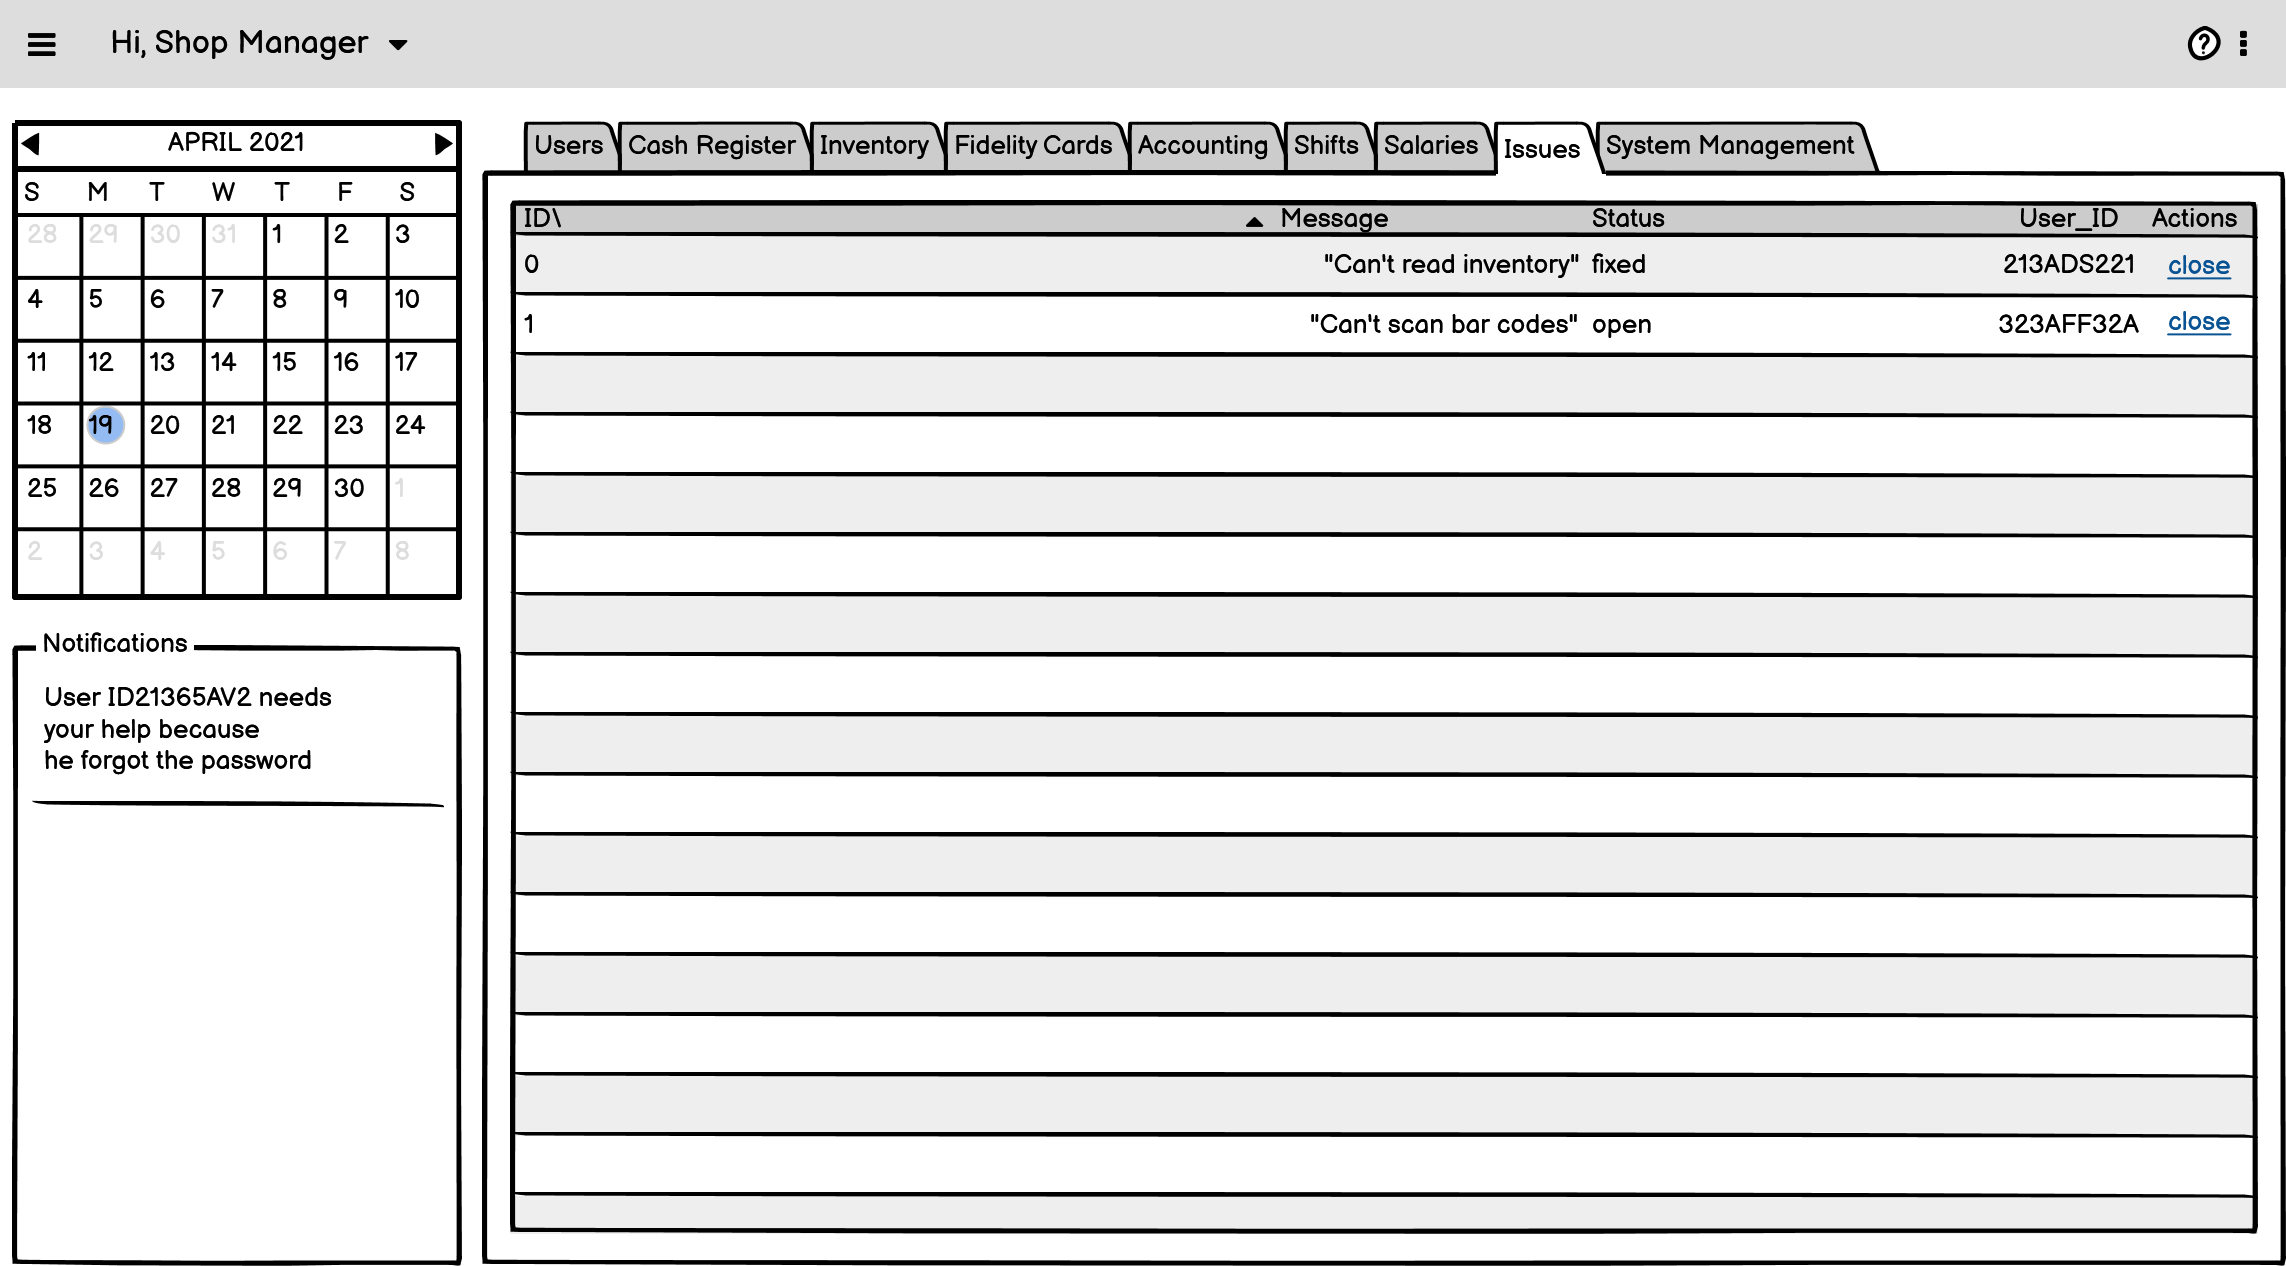 Hi, Shop Manager
APRIL 2021
S M T W T F S
28 29 30 31 1 2 3
4 5 6 7 8 9 10
11 12 13 14 15 16 17
18 19 20 21 22 23 24
25 26 27 28 29 30 1
2 3 4 5 6 7 8
Notifications
User ID21365AV2 needs
your help because
he forgot the password
Users Cash Register Inventory Fidelity Cards Accounting Shifts Salaries Issues System Management
ID\ Message Status User_ID Actions
0 "Can't read inventory" fixed 213ADS221 close
1 "Can't scan bar codes" open 323AFF32A close